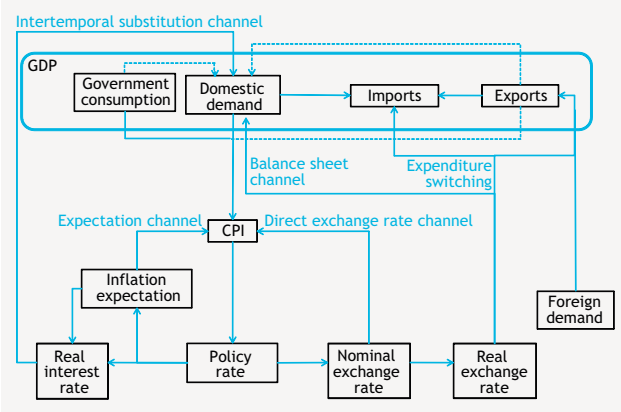 Intertemporal substitution channel
GDP
Government
consumption
Domestic
demand
Imports
Exports
Balance sheet
channel
Expenditure
switching
Expectation channel
CPI
Direct exchange rate channel
Inflation
expectation
Foreign
demand
Real
interest
rate
Policy
rate
Nominal
exchange
rate
Real
exchange
rate